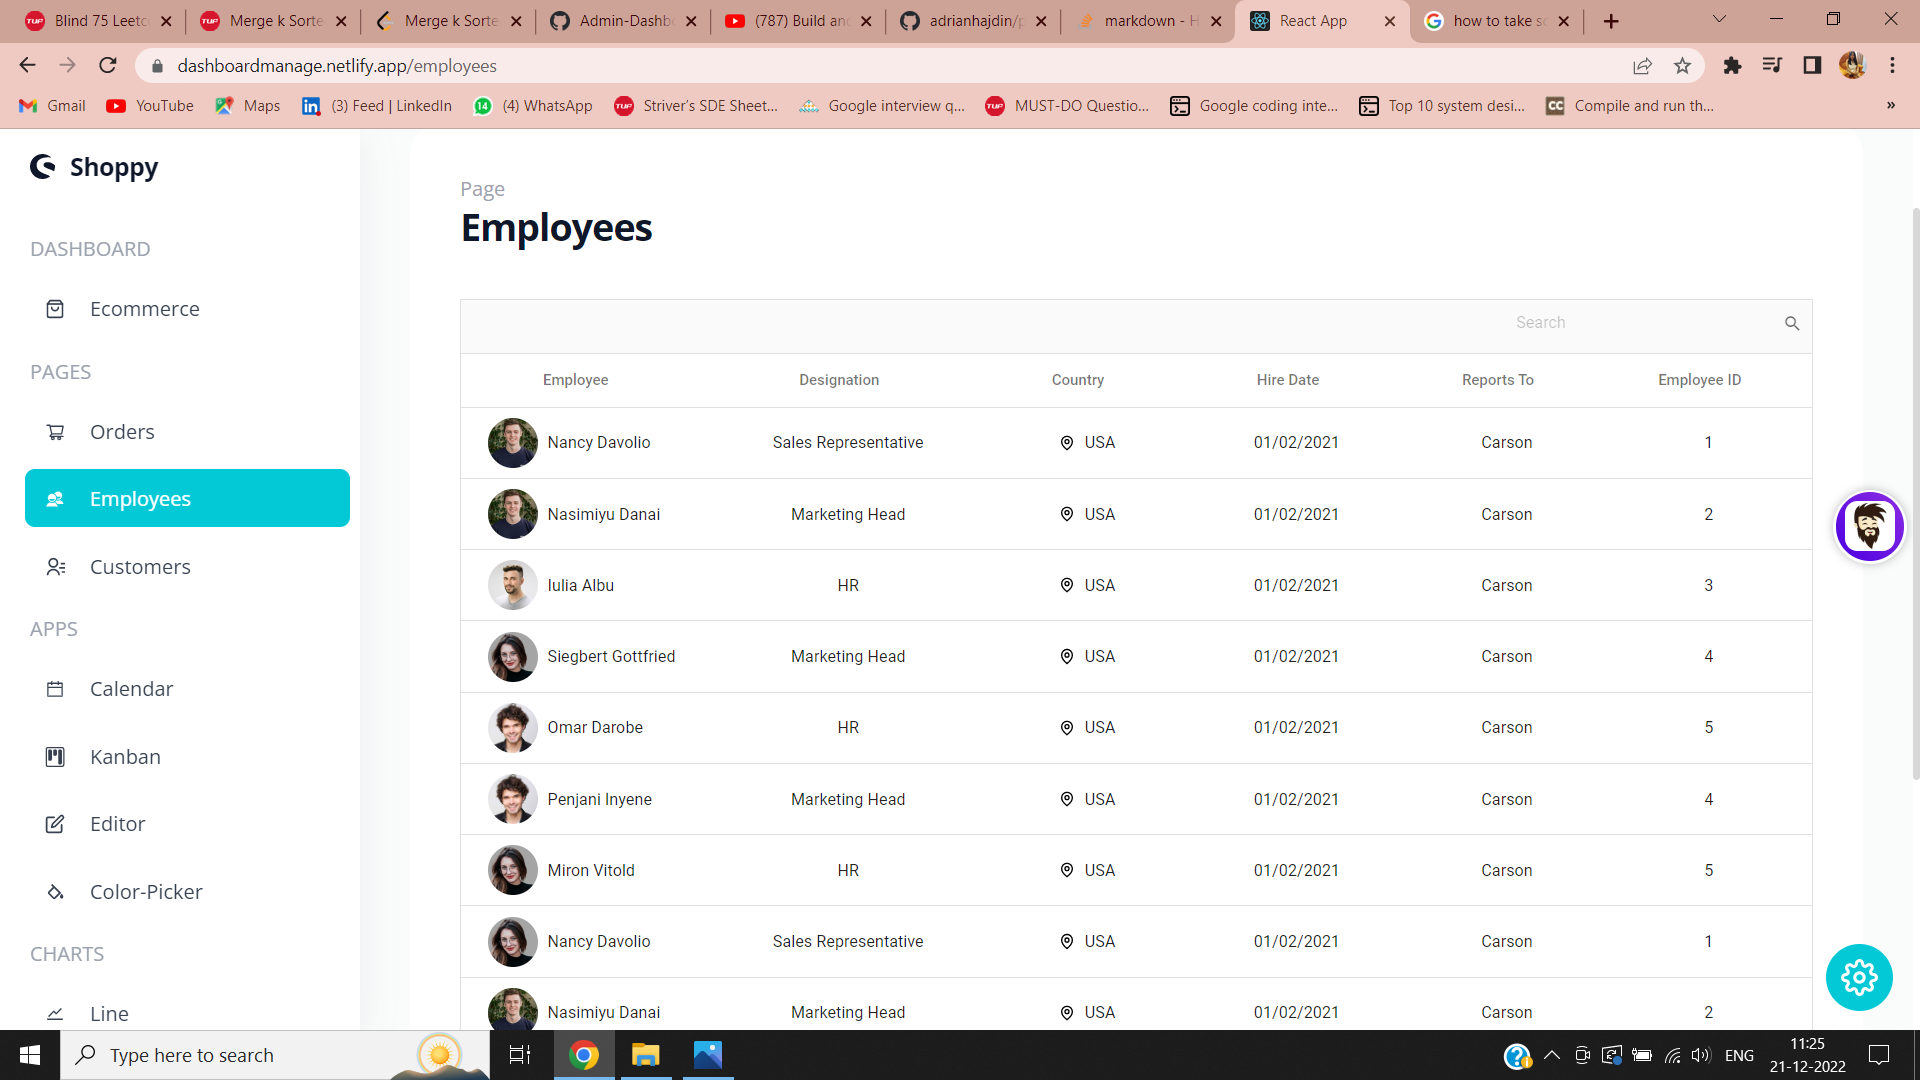 Blind 75 Leetc
Merge k Sorte
Merge k Sorte
Admin-Dashbo
(787) Build and
adrianhajdin/p
markdown - H
React App
how to take sc
dashboardmanage.netlify.app/employees
Gmail
YouTube
Maps
(3) Feed | LinkedIn
14
(4) WhatsApp
Striver's SDE Sheet...
Google interview q...
MUST-DO Questio...
Google coding inte...
Top 10 system desi...
CC
Compile and run th...
»
Shoppy
DASHBOARD
Ecommerce
PAGES
Orders
Employees
Customers
APPS
Calendar
Kanban
Editor
Color-Picker
CHARTS
Line
Page
Employees
Search
Employee Designation Country Hire Date Reports To Employee ID
Nancy Davolio Sales Representative USA 01/02/2021 Carson 1
Nasimiyu Danai Marketing Head USA 01/02/2021 Carson 2
Iulia Albu HR USA 01/02/2021 Carson 3
Siegbert Gottfried Marketing Head USA 01/02/2021 Carson 4
Omar Darobe HR USA 01/02/2021 Carson 5
Penjani Inyene Marketing Head USA 01/02/2021 Carson 4
Miron Vitold HR USA 01/02/2021 Carson 5
Nancy Davolio Sales Representative USA 01/02/2021 Carson 1
Nasimiyu Danai Marketing Head USA 01/02/2021 Carson 2
Type here to search
ENG
11:25
21-12-2022